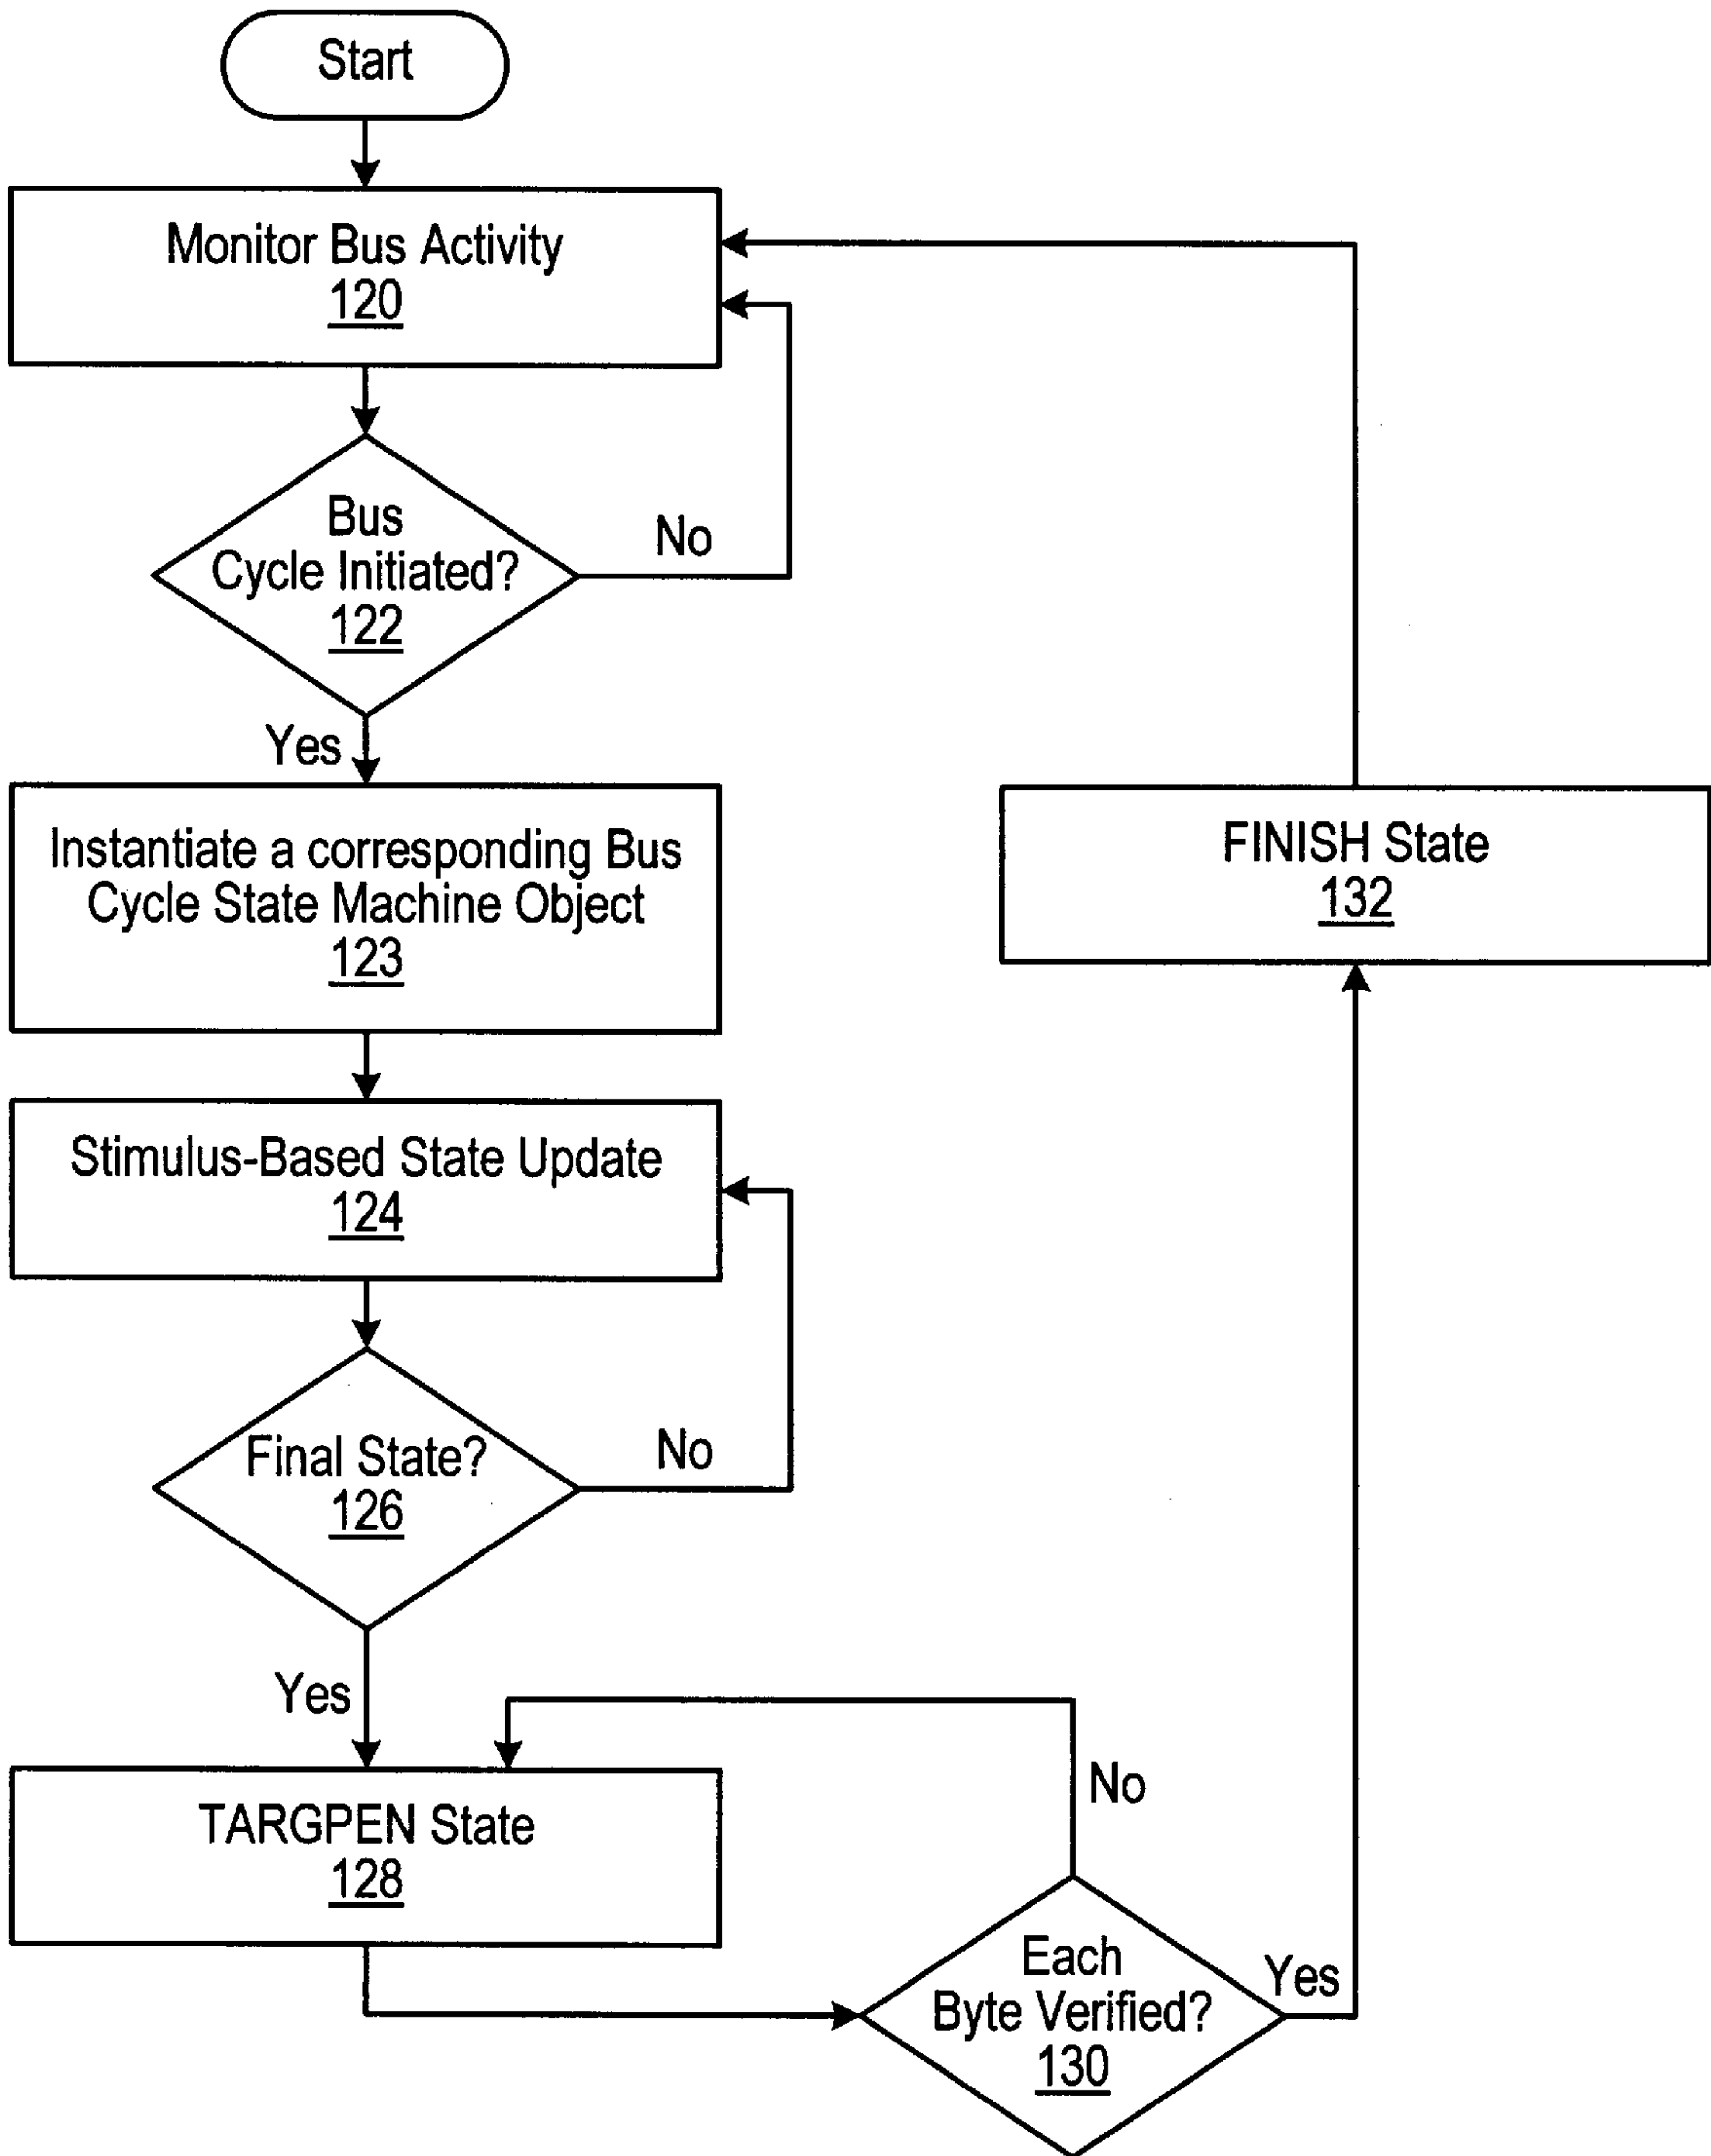 Start
Monitor Bus Activity
120
Bus
Cycle Initiated?
122
No
Yes
Instantiate a corresponding Bus
Cycle State Machine Object
123
FINISH State
132
Stimulus-Based State Update
124
Final State?
126
No
Yes
TARGPEN State
128
No
Each
Byte Verified?
130
Yes